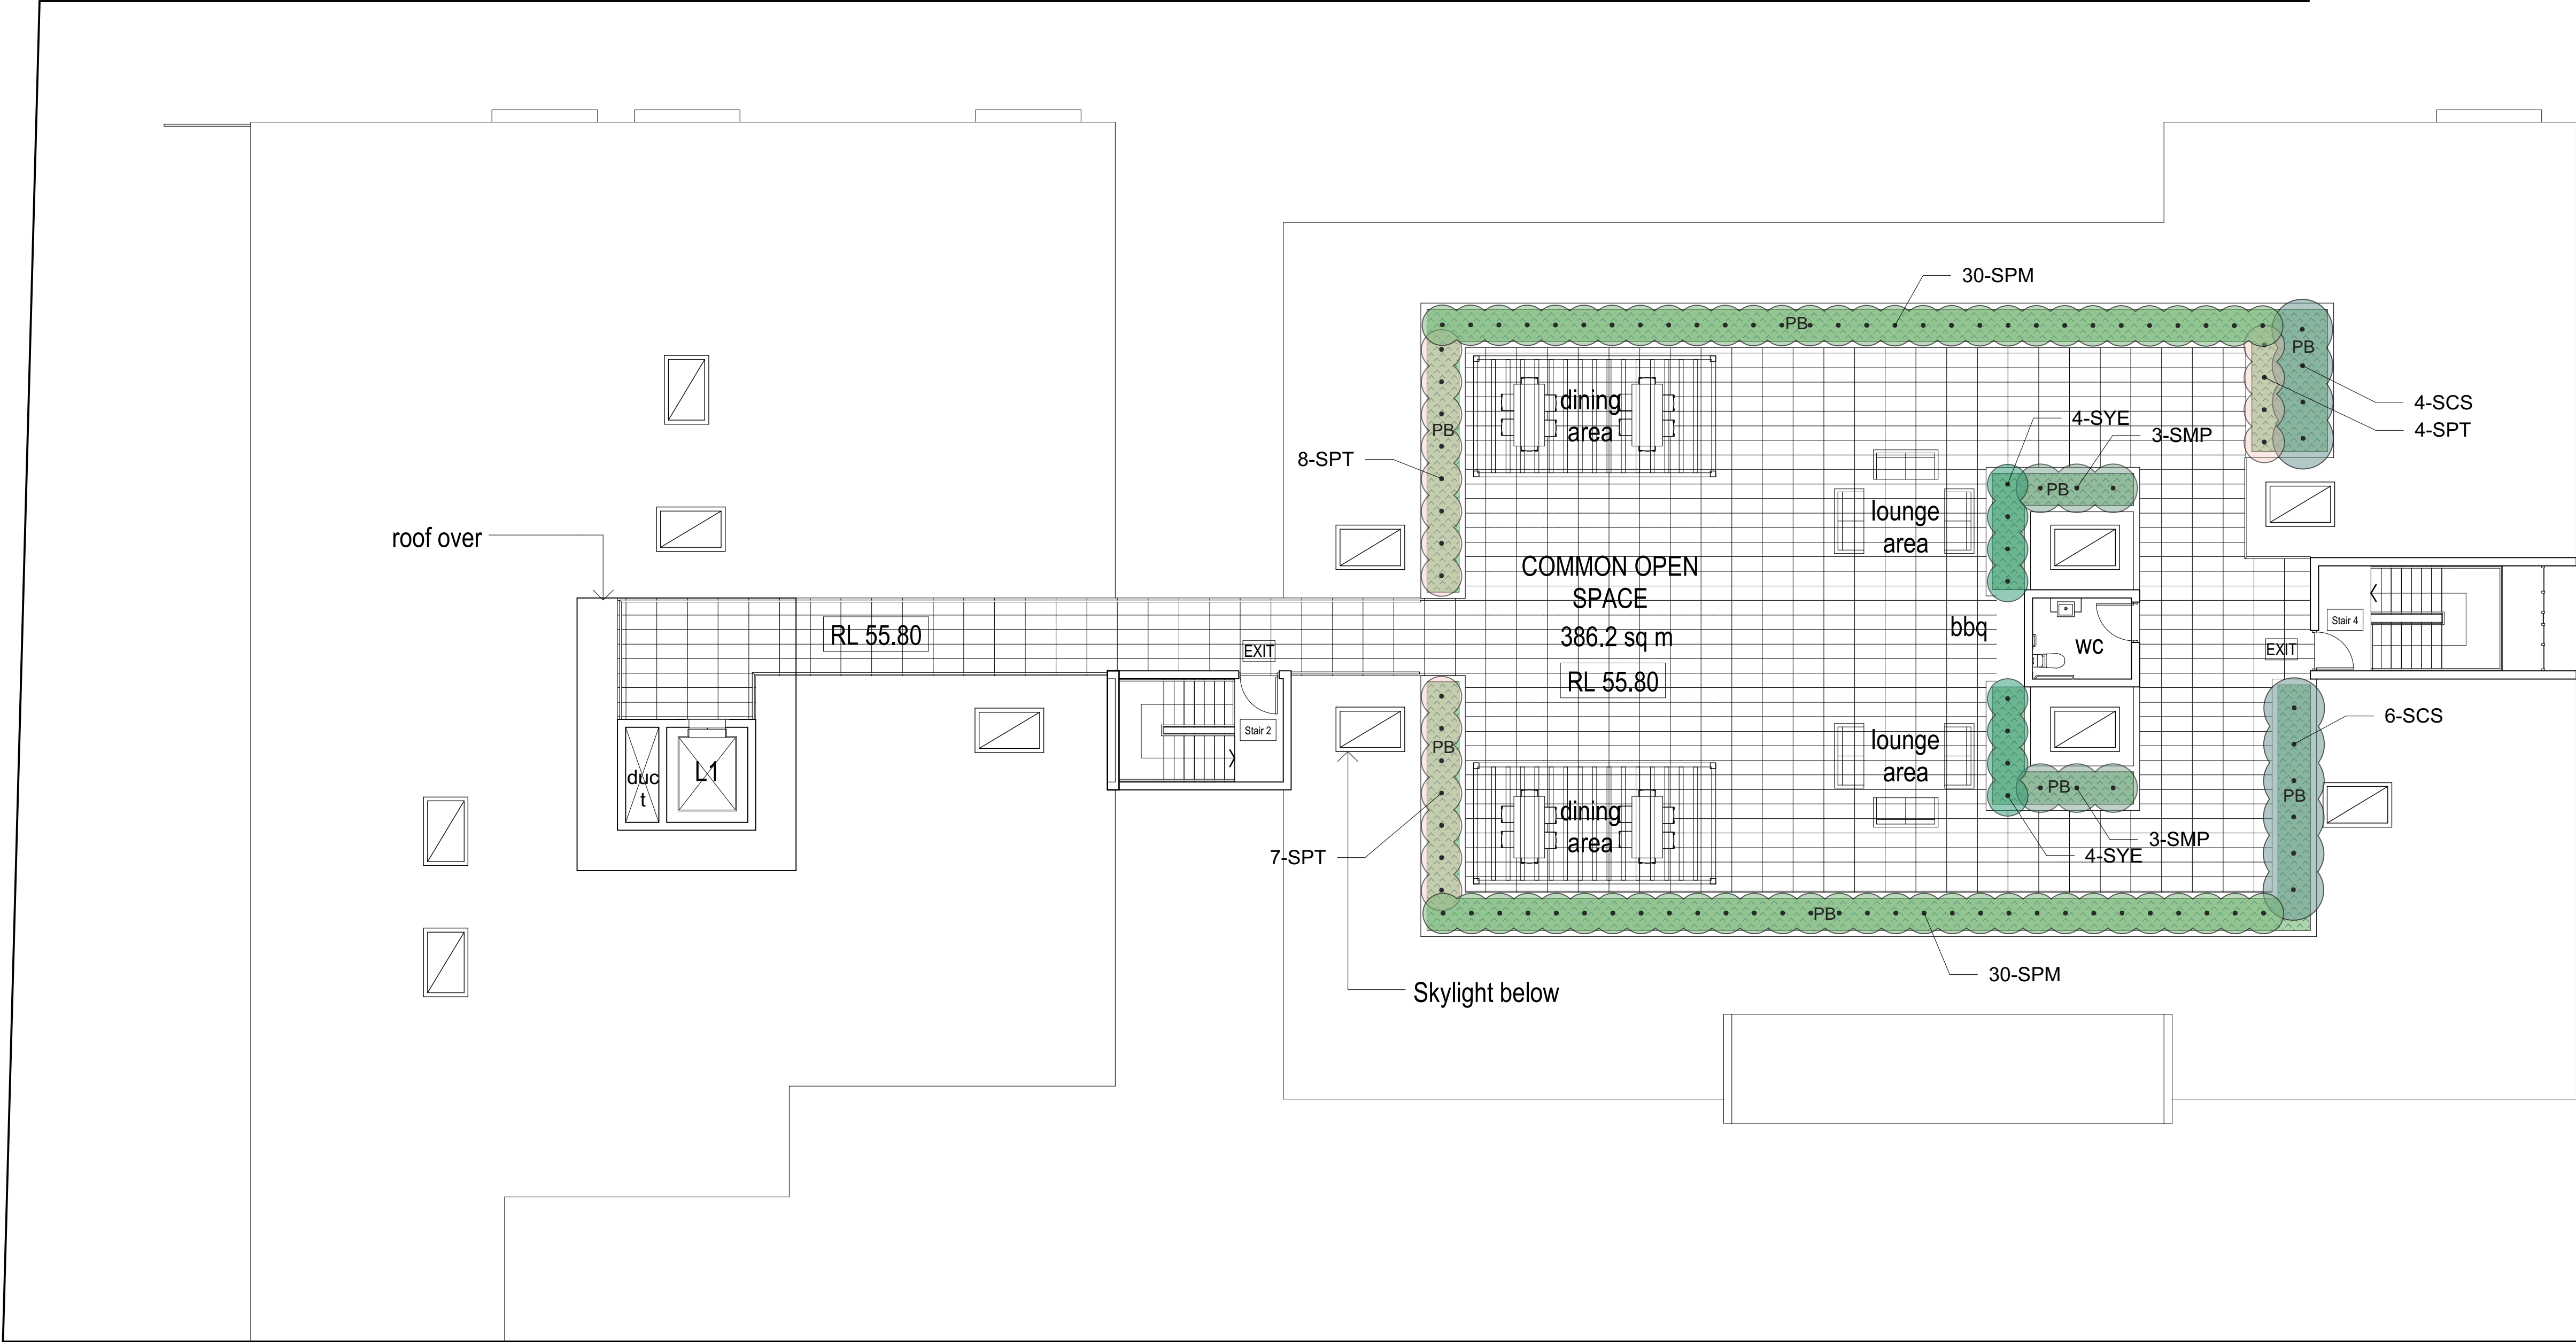 30-SPM
PB
PB
4-SCS
4-SPT
dining
area
4-SYE
3-SMP
PB
8-SPT
PB
lounge
area
roof over
COMMON OPEN
SPACE
386.2 sq m
RL 55.80
RL 55.80
EXIT
bbq
wc
EXIT
Stair 4
Stair 2
6-SCS
PB
lounge
area
duc
t
L1
PB
PB
3-SMP
4-SYE
dining
area
7-SPT
PB
30-SPM
Skylight below